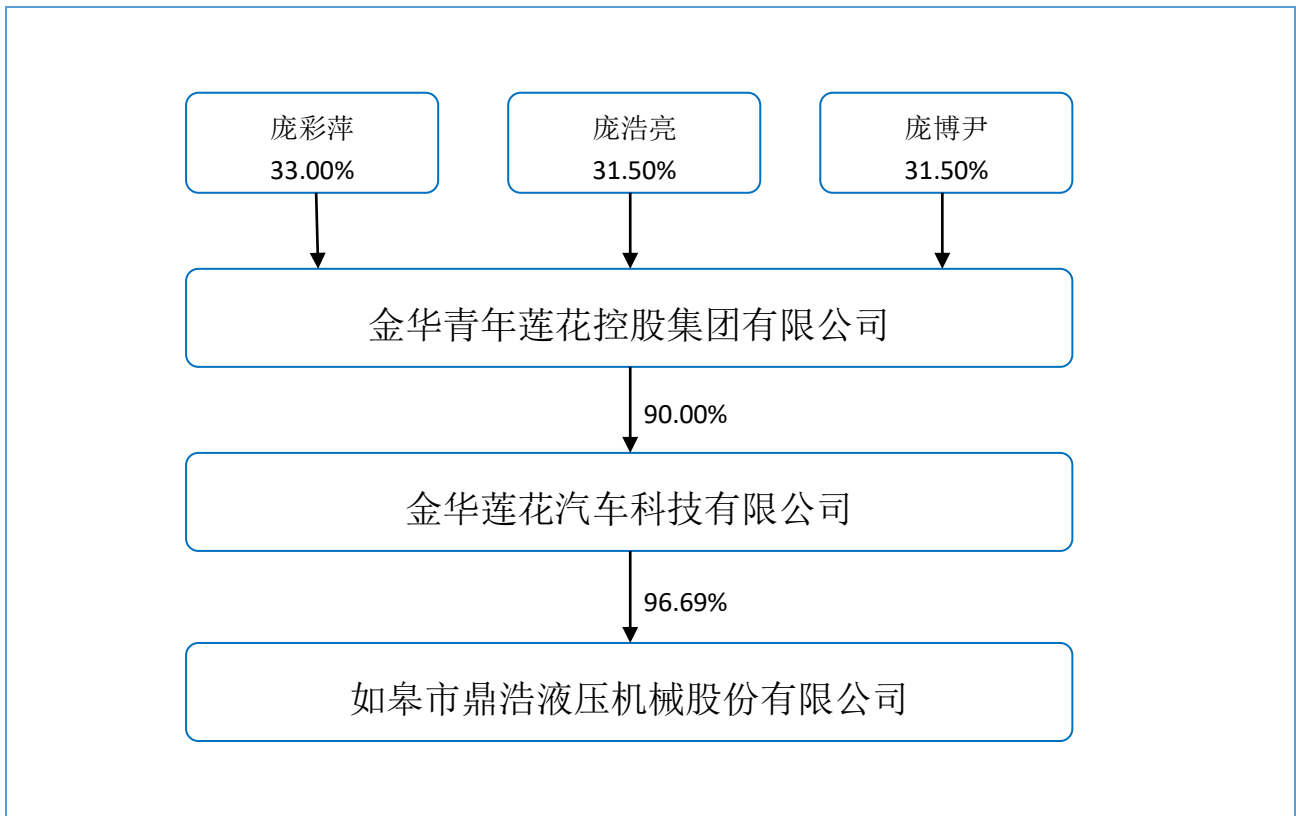 庞彩萍
33.00%
庞浩亮
31.50%
庞博尹
31.50%
金华青年莲花控股集团有限公司
90.00%
金华莲花汽车科技有限公司
96.69%
如皋市鼎浩液压机械股份有限公司